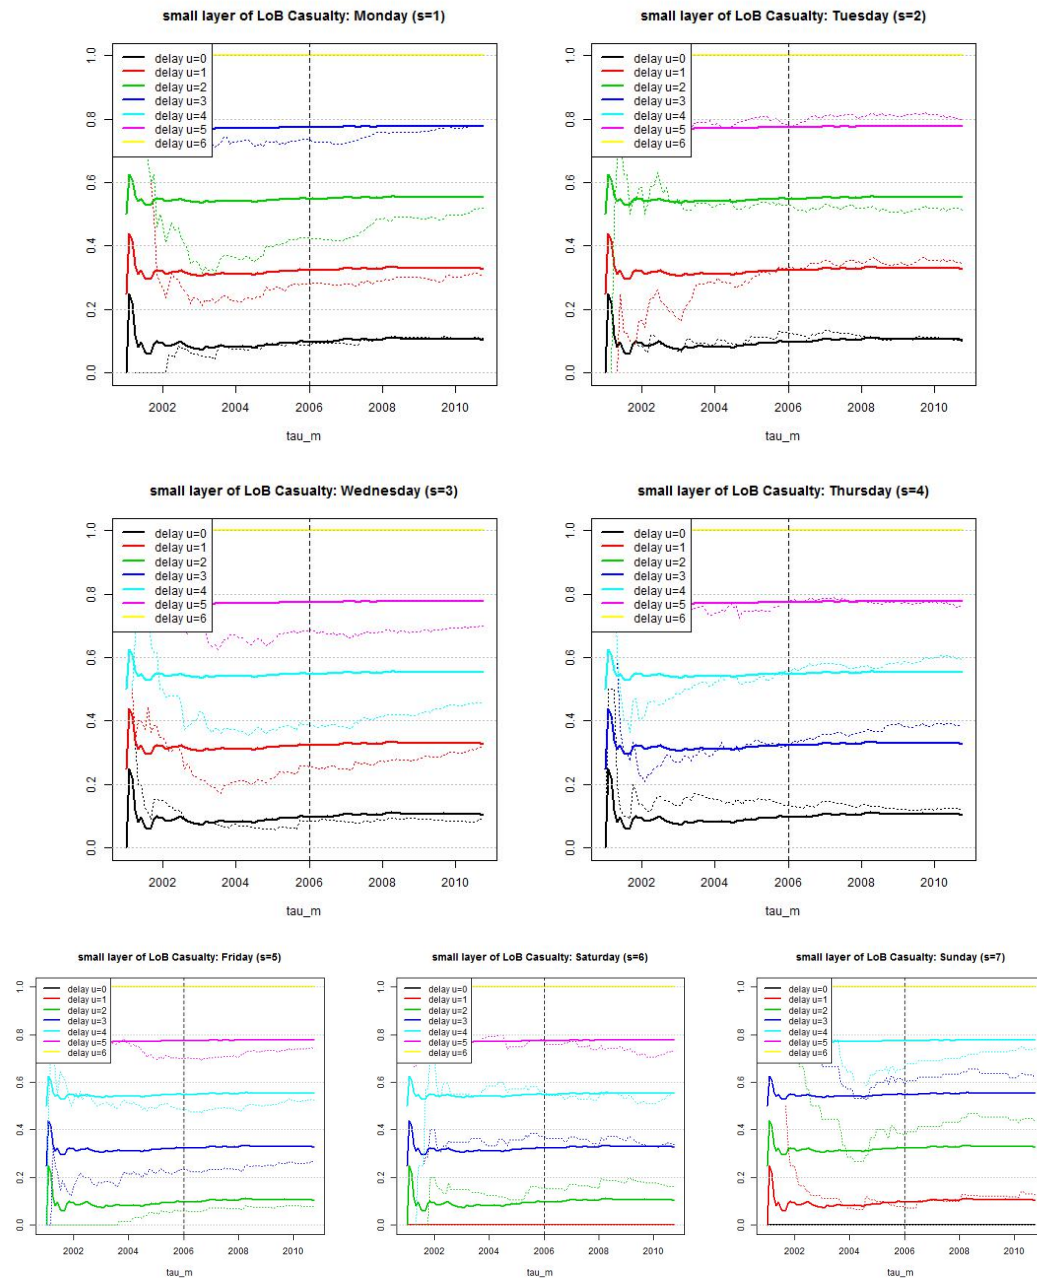 small layer of LoB Casualty: Monday (s=1)
1.0
0.8
0.6
0.4
0.2
0.0
delay u=0
delay u=1
delay u=2
delay u=3
delay u=4
delay u=5
delay u=6
2002 2004 2006 2008 2010
tau_m
small layer of LoB Casualty: Tuesday (s=2)
1.0
0.8
0.6
0.4
0.2
0.0
delay u=0
delay u=1
delay u=2
delay u=3
delay u=4
delay u=5
delay u=6
2002 2004 2006 2008 2010
tau_m
small layer of LoB Casualty: Wednesday (s=3)
1.0
0.8
0.6
0.4
0.2
0.0
delay u=0
delay u=1
delay u=2
delay u=3
delay u=4
delay u=5
delay u=6
2002 2004 2006 2008 2010
tau_m
small layer of LoB Casualty: Thursday (s=4)
1.0
0.8
0.6
0.4
0.2
0.0
delay u=0
delay u=1
delay u=2
delay u=3
delay u=4
delay u=5
delay u=6
2002 2004 2006 2008 2010
tau_m
small layer of LoB Casualty: Friday (s=5)
1.0
0.8
0.6
0.4
0.2
0.0
delay u=0
delay u=1
delay u=2
delay u=3
delay u=4
delay u=5
delay u=6
2002 2004 2006 2008 2010
tau_m
small layer of LoB Casualty: Saturday (s=6)
1.0
0.8
0.6
0.4
0.2
0.0
delay u=0
delay u=1
delay u=2
delay u=3
delay u=4
delay u=5
delay u=6
2002 2004 2006 2008 2010
tau_m
small layer of LoB Casualty: Sunday (s=7)
1.0
0.8
0.6
0.4
0.2
0.0
delay u=0
delay u=1
delay u=2
delay u=3
delay u=4
delay u=5
delay u=6
2002 2004 2006 2008 2010
tau_m